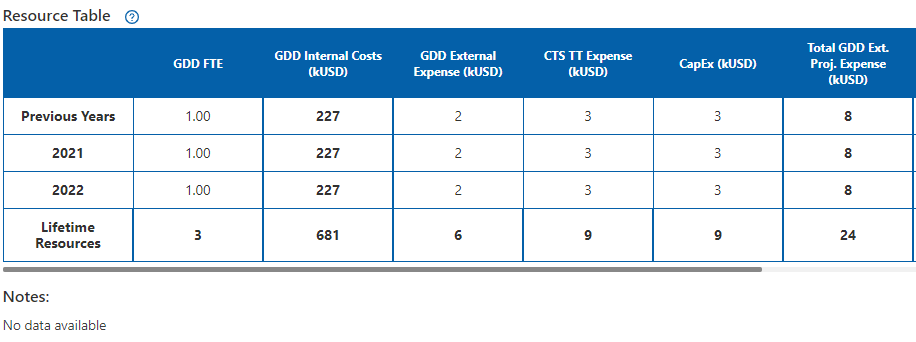 Resource Table ?
GDD FTE
GDD Internal Costs
(kUSD)
GDD External
Expense (kUSD)
CTS TT Expense
(kUSD)
CapEx (kUSD)
Total GDD Ext.
Proj. Expense
(kUSD)
Previous Years 1.00 227 2 3 3 8
2021 1.00 227 2 3 3 8
2022 1.00 227 2 3 3 8
Lifetime
Resources 3 681 6 9 9 24
Notes:
No data available